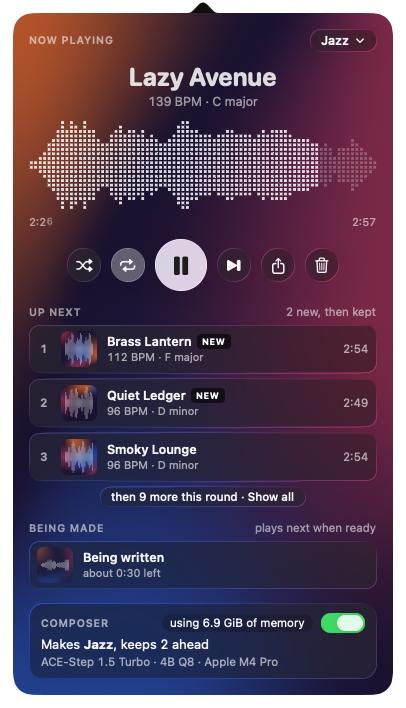 NOW PLAYING
Jazz
Lazy Avenue
139 BPM · C major
2:26
2:57
UP NEXT
2 new, then kept
1
Brass Lantern NEW
112 BPM · F major
2:54
2
Quiet Ledger NEW
96 BPM · D minor
2:49
3
Smoky Lounge
96 BPM · D minor
2:54
then 9 more this round · Show all
BEING MADE
plays next when ready
Being written
about 0:30 left
COMPOSER
using 6.9 GiB of memory
Makes Jazz, keeps 2 ahead
ACE-Step 1.5 Turbo · 4B Q8 · Apple M4 Pro